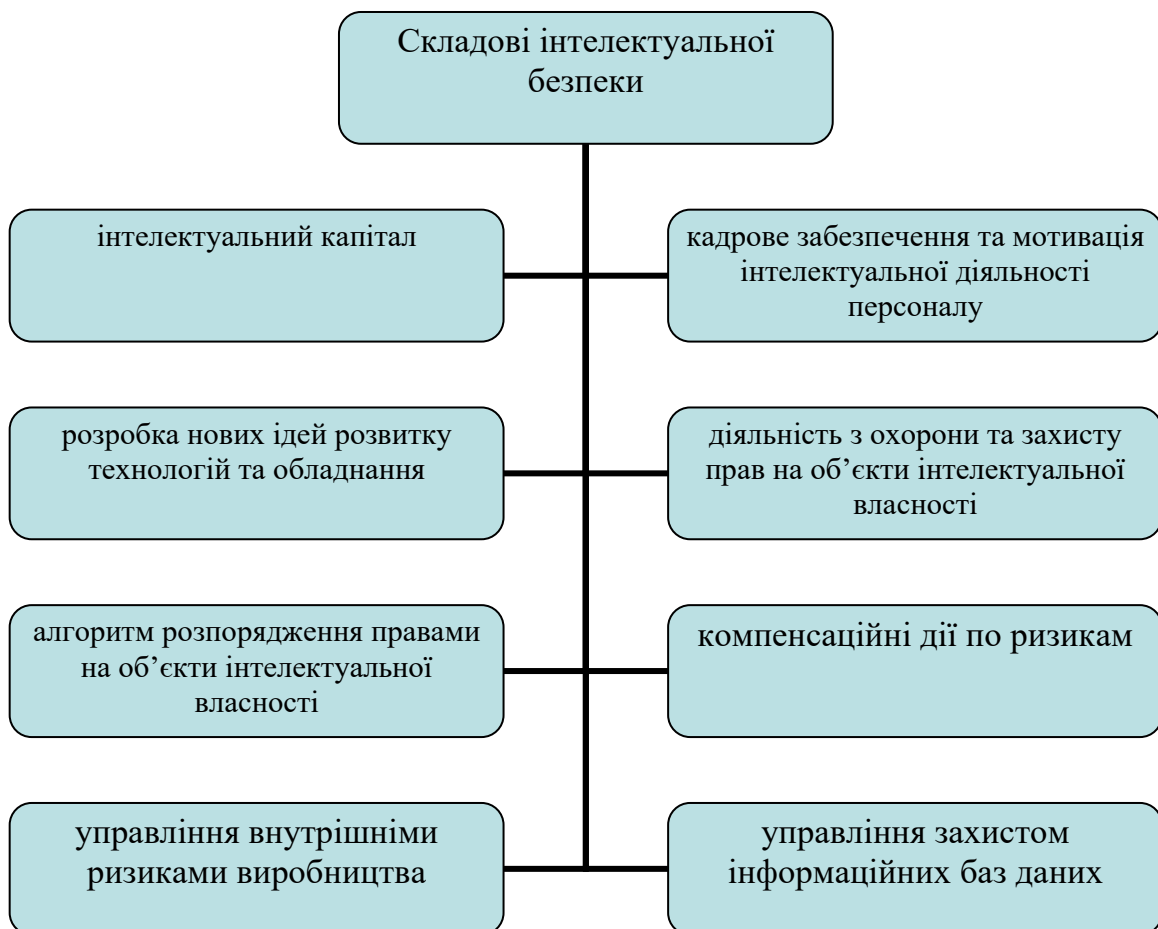 Складові інтелектуальної
безпеки
інтелектуальний капітал
кадрове забезпечення та мотивація
інтелектуальної діяльності
персоналу
розробка нових ідей розвитку
технологій та обладнання
діяльність з охорони та захисту
прав на об’єкти інтелектуальної
власності
алгоритм розпорядження правами
на об’єкти інтелектуальної
власності
компенсаційні дії по ризикам
управління внутрішніми
ризиками виробництва
управління захистом
інформаційних баз даних